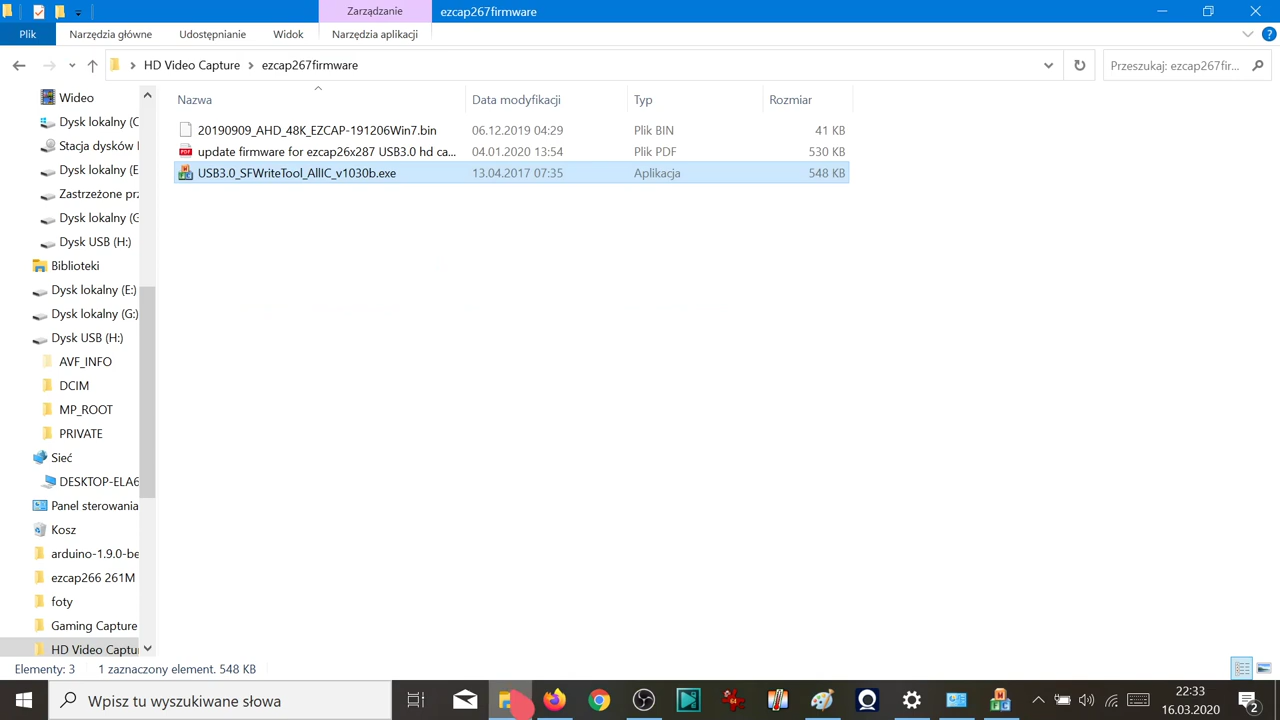 Zarządzanie
ezcap267firmware
Plik
Narzędzia główne
Udostępnianie
Widok
Narzędzia aplikacji
HD Video Capture
ezcap267firmware
Przeszukaj: ezcap267fir...
Nazwa
Data modyfikacji
Typ
Rozmiar
20190909_AHD_48K_EZCAP-191206Win7.bin
06.12.2019 04:29
Plik BIN
41 KB
update firmware for ezcap26x287 USB3.0 hd ca...
04.01.2020 13:54
Plik PDF
530 KB
USB3.0_SFWriteTool_AllIC_v1030b.exe
13.04.2017 07:35
Aplikacja
548 KB
Wideo
Dysk lokalny (C
Stacja dysków
Dysk lokalny (E
Zastrzeżone prz
Dysk lokalny (G
Dysk USB (H:)
Biblioteki
Dysk lokalny (E:)
Dysk lokalny (G:)
Dysk USB (H:)
AVF_INFO
DCIM
MP_ROOT
PRIVATE
Sieć
DESKTOP-ELA6
Panel sterowania
Kosz
arduino-1.9.0-be
ezcap266 261M
foty
Gaming Capture
HD Video Captu
Elementy: 3
1 zaznaczony element. 548 KB
Wpisz tu wyszukiwane słowa
22:33
16.03.2020
2